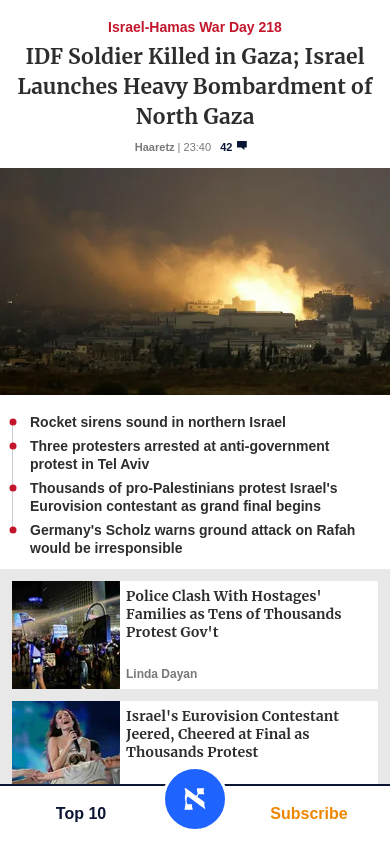 Israel-Hamas War Day 218
IDF Soldier Killed in Gaza; Israel
Launches Heavy Bombardment of
North Gaza
Haaretz | 23:40 42
Rocket sirens sound in northern Israel
Three protesters arrested at anti-government
protest in Tel Aviv
Thousands of pro-Palestinians protest Israel's
Eurovision contestant as grand final begins
Germany's Scholz warns ground attack on Rafah
would be irresponsible
Police Clash With Hostages'
Families as Tens of Thousands
Protest Gov't
Linda Dayan
Israel's Eurovision Contestant
Jeered, Cheered at Final as
Thousands Protest
Top 10
Subscribe